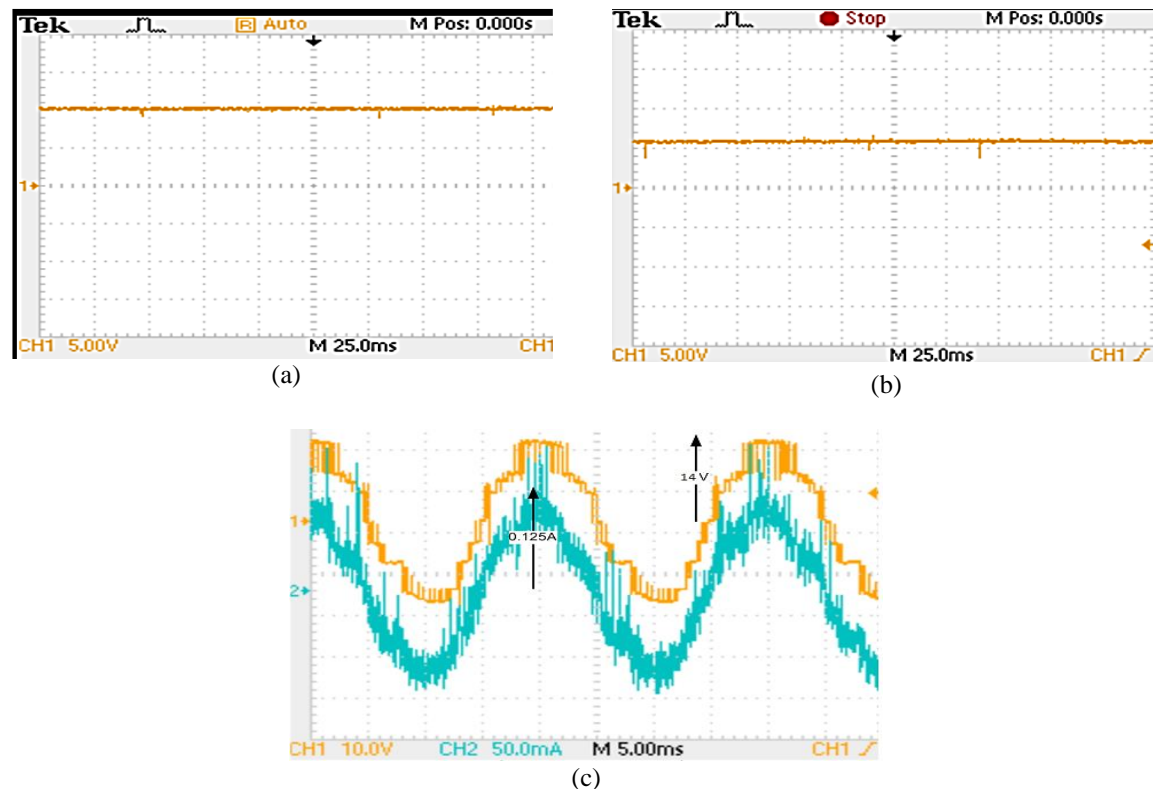 Tek R Auto M Pos: 0.000s
1
CH1 5.00V M 25.0ms CH1
(a)
Tek Stop M Pos: 0.000s
1
CH1 5.00V M 25.0ms CH1
(b)
14V
1
0.125A
2
CH1 10.0V CH2 50.0mA M 5.00ms CH1
(c)